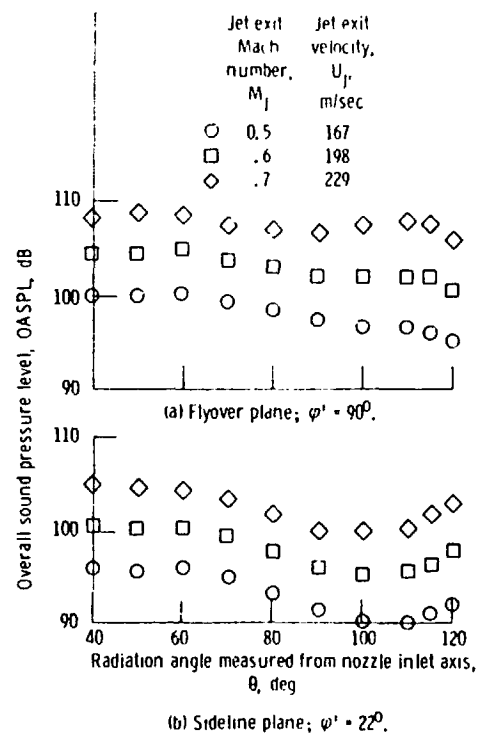 Jet exit Jet exit
Mach velocity,
number, Uj,
Mj m/sec
0.5 167
.6 198
.7 229
110
100
90
Overall sound pressure level, OASPL, dB
(a) Flyover plane; φ' = 90°.
110
100
90
40 60 80 100 120
Radiation angle measured from nozzle inlet axis,
θ, deg
(b) Sideline plane; φ' = 22°.